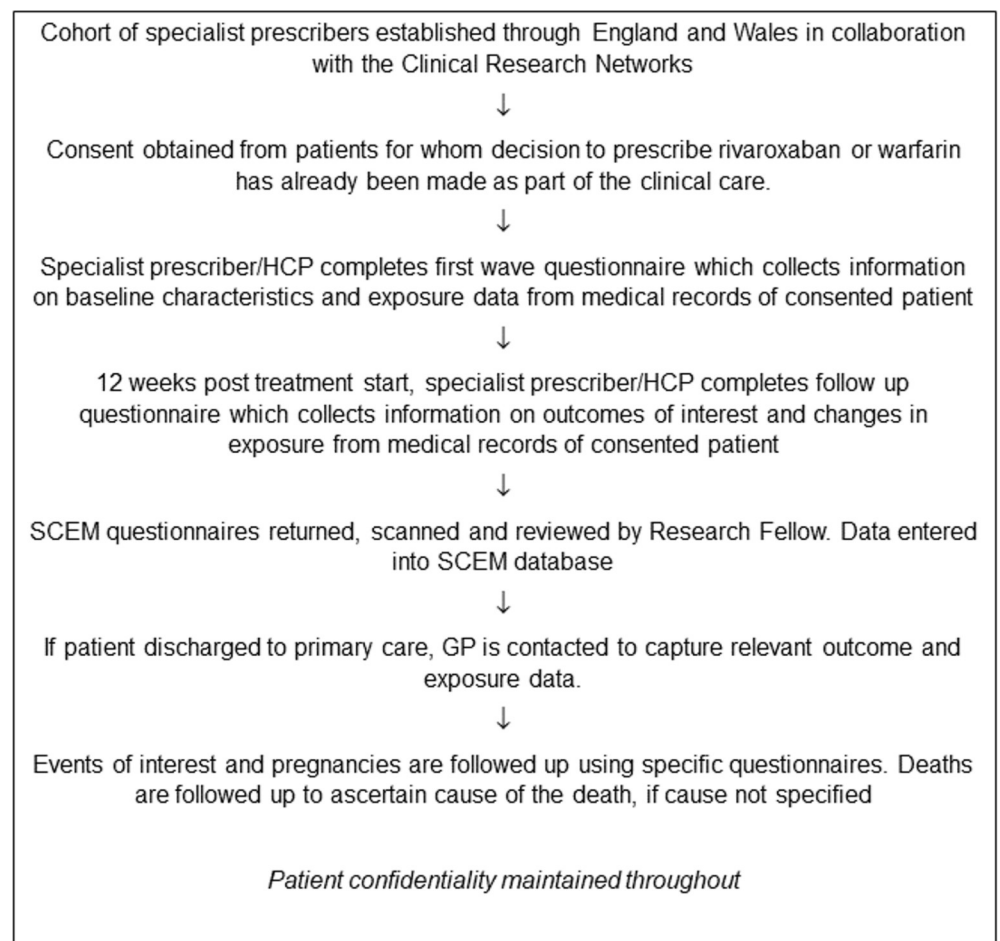 Cohort of specialist prescribers established through England and Wales in collaboration
with the Clinical Research Networks
↓
Consent obtained from patients for whom decision to prescribe rivaroxaban or warfarin
has already been made as part of the clinical care.
↓
Specialist prescriber/HCP completes first wave questionnaire which collects information
on baseline characteristics and exposure data from medical records of consented patient
↓
12 weeks post treatment start, specialist prescriber/HCP completes follow up
questionnaire which collects information on outcomes of interest and changes in
exposure from medical records of consented patient
↓
SCEM questionnaires returned, scanned and reviewed by Research Fellow. Data entered
into SCEM database
↓
If patient discharged to primary care, GP is contacted to capture relevant outcome and
exposure data.
↓
Events of interest and pregnancies are followed up using specific questionnaires. Deaths
are followed up to ascertain cause of the death, if cause not specified
Patient confidentiality maintained throughout